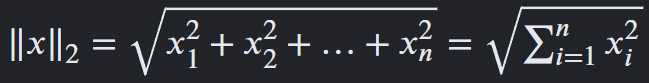 ‖x‖₂ = √(x₁² + x₂² + … + xₙ²) = √(∑ᵢ₌₁ⁿ xᵢ²)